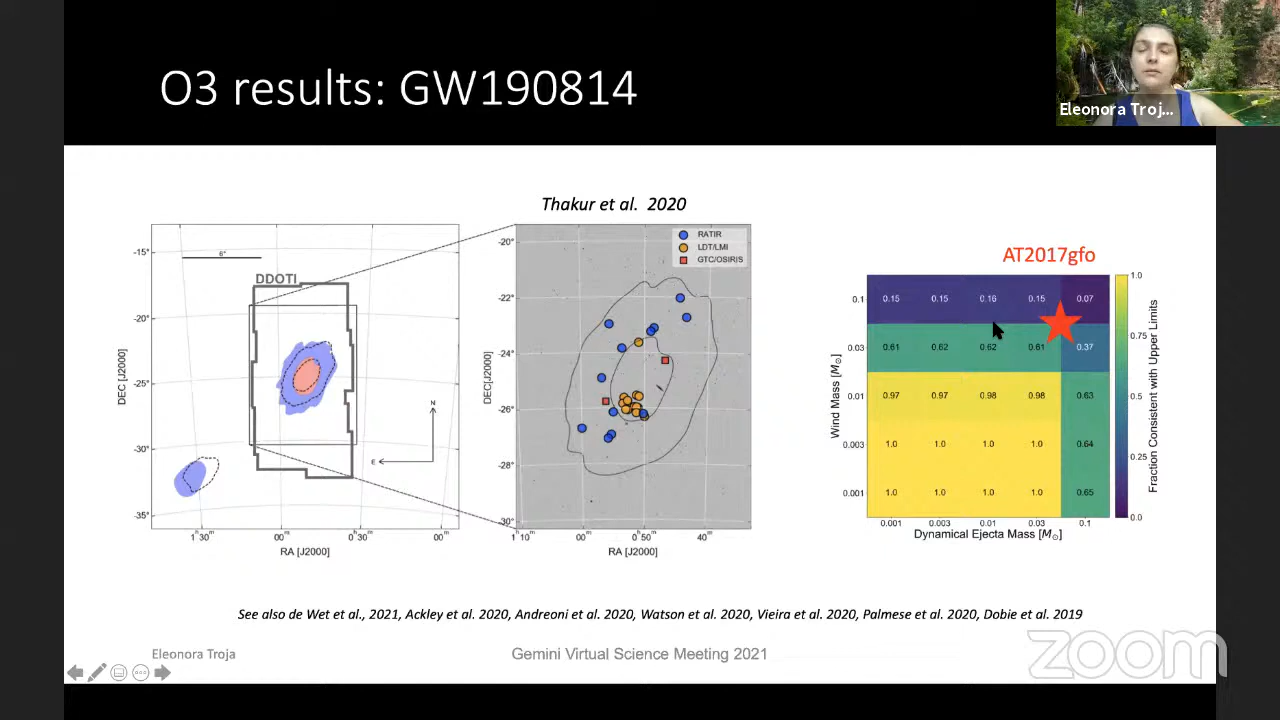 O3 results: GW190814
Eleonora Troj...
Thakur et al. 2020
-15°
-20°
-25°
-30°
-35°
DEC [J2000]
6°
DDOTI
N
E
1ʰ30ᵐ
00ᵐ
0ʰ30ᵐ
00ᵐ
RA [J2000]
RATIR
LDT/LMI
GTC/OSIRIS
-20°
-22°
-24°
-26°
-28°
-30°
DEC[J2000]
1ʰ10ᵐ
00ᵐ
0ʰ50ᵐ
40ᵐ
RA [J2000]
AT2017gfo
0.1 0.15 0.15 0.16 0.15 0.07
0.03 0.61 0.62 0.62 0.61 0.37
0.01 0.97 0.97 0.98 0.98 0.63
0.003 1.0 1.0 1.0 1.0 0.64
0.001 1.0 1.0 1.0 1.0 0.65
0.001 0.003 0.01 0.03 0.1
Wind Mass [M⊙]
Dynamical Ejecta Mass [M⊙]
1.0
0.75
0.5
0.25
0.0
Fraction Consistent with Upper Limits
See also de Wet et al., 2021, Ackley et al. 2020, Andreoni et al. 2020, Watson et al. 2020, Vieira et al. 2020, Palmese et al. 2020, Dobie et al. 2019
Eleonora Troja
Gemini Virtual Science Meeting 2021
zoom